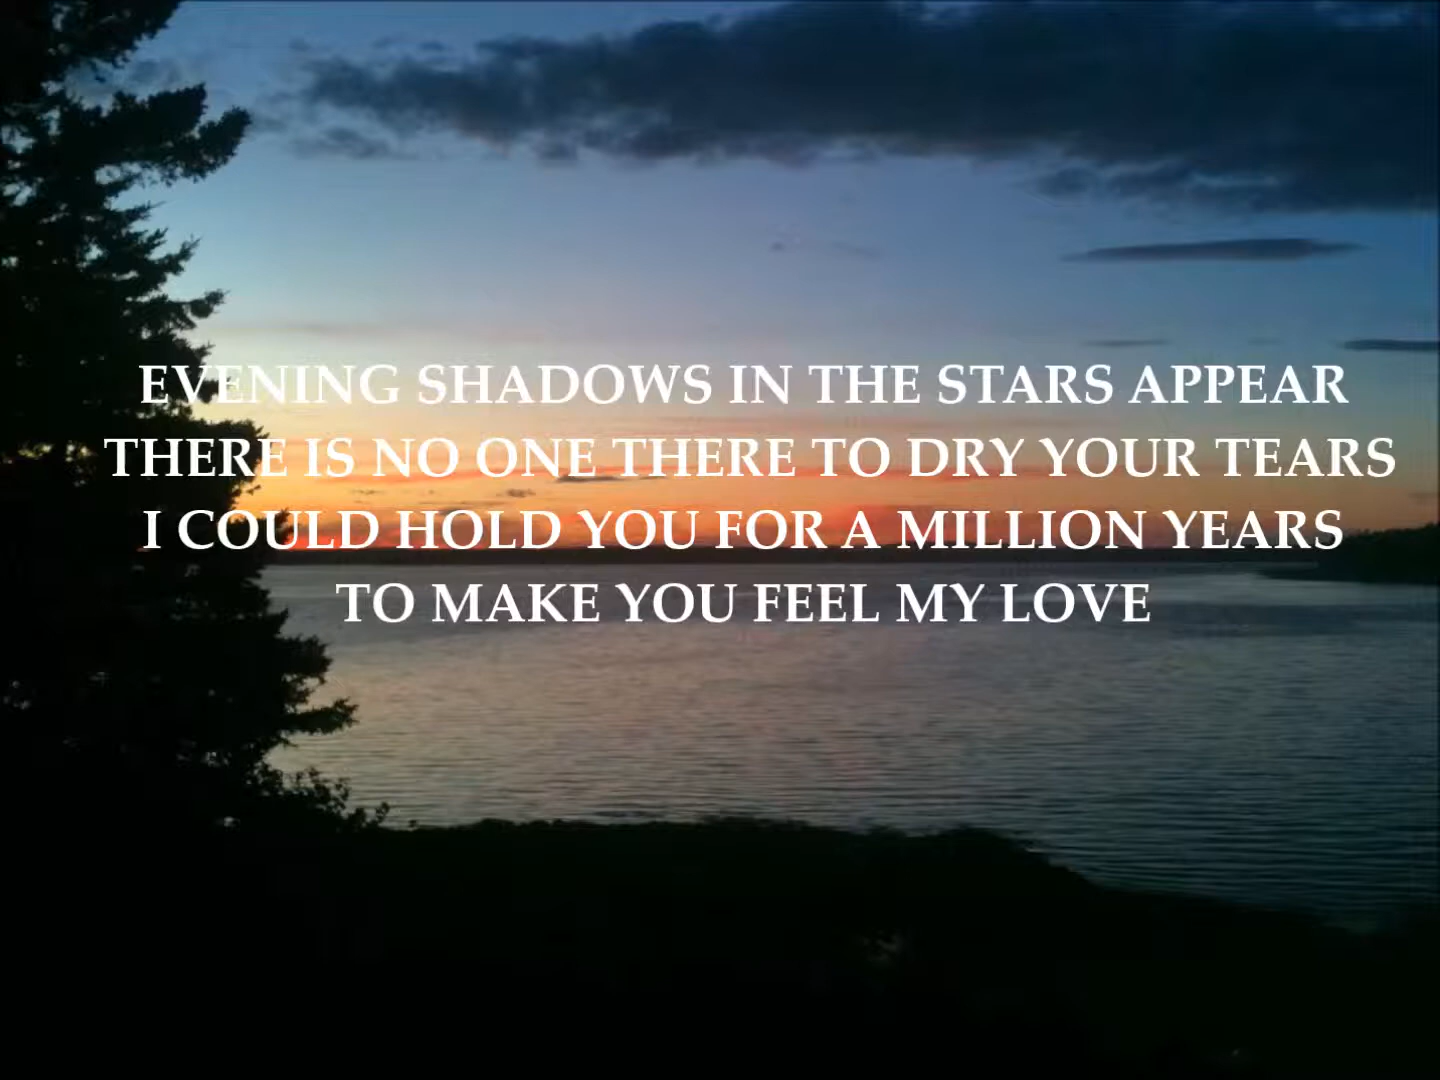 EVENING SHADOWS IN THE STARS APPEAR
THERE IS NO ONE THERE TO DRY YOUR TEARS
I COULD HOLD YOU FOR A MILLION YEARS
TO MAKE YOU FEEL MY LOVE